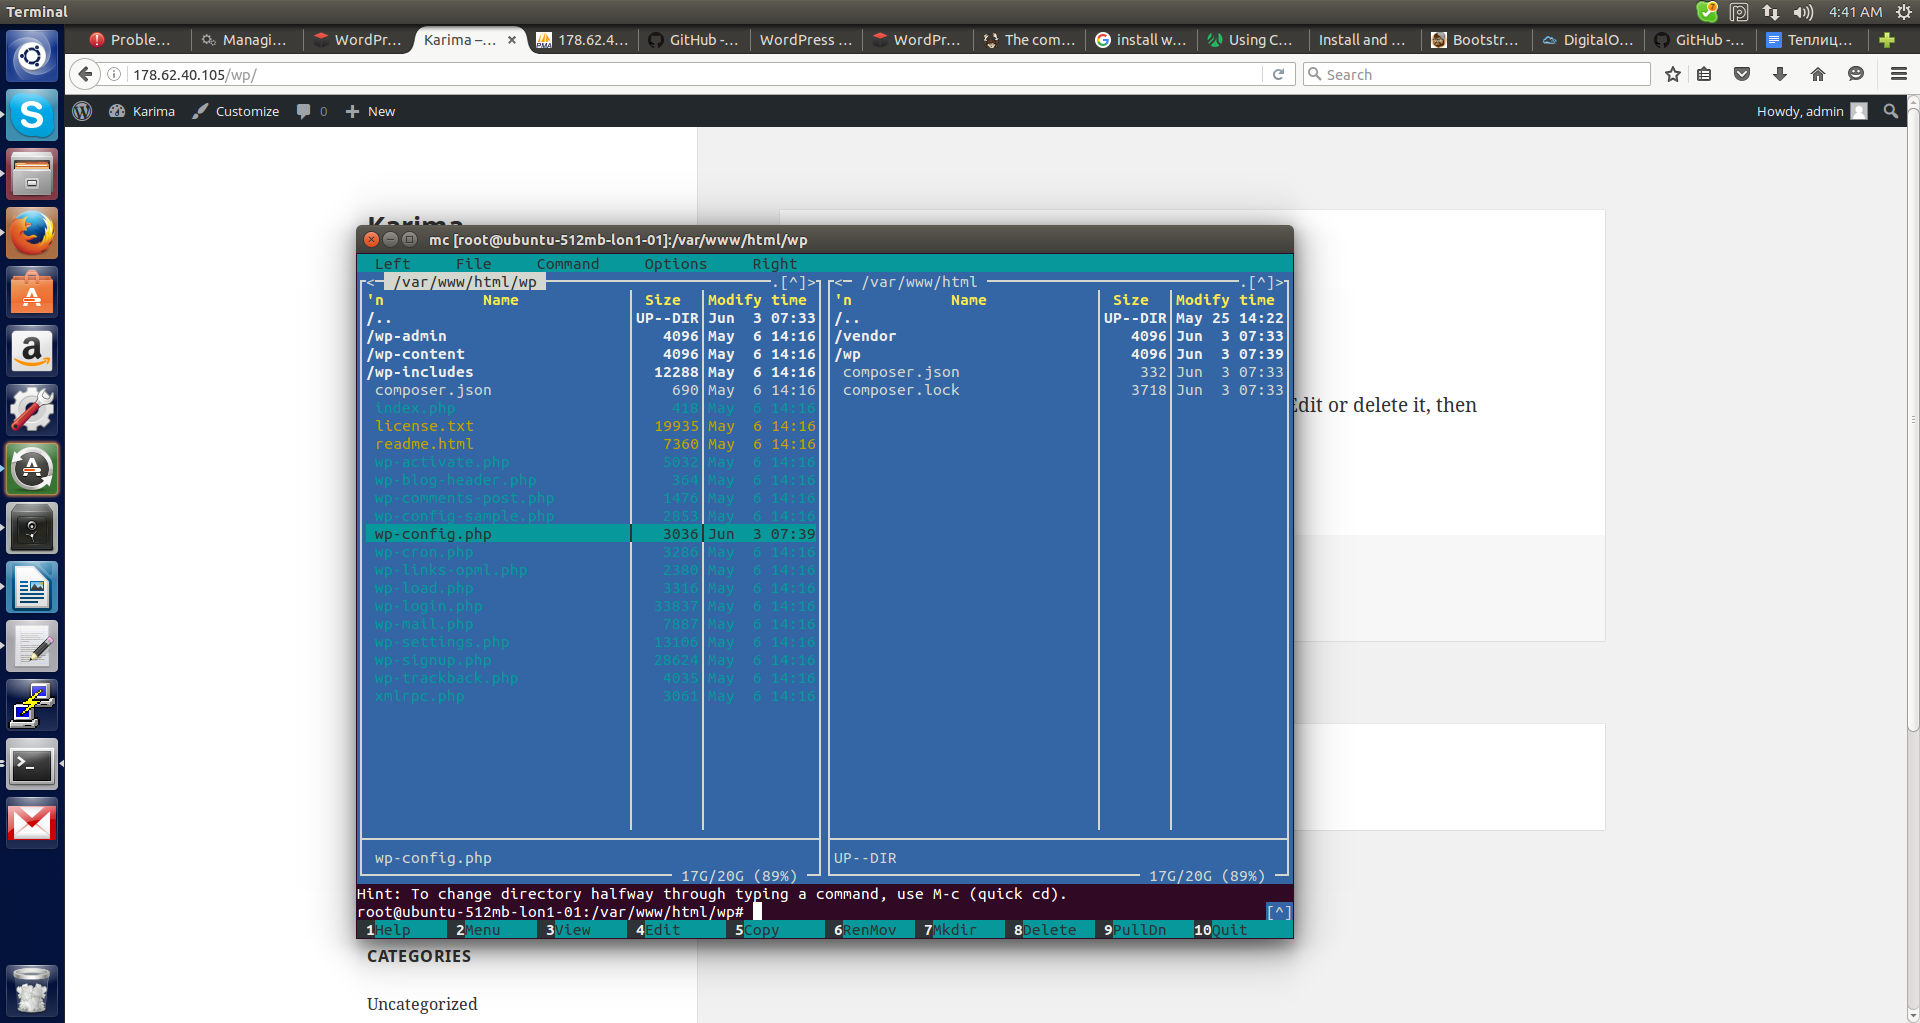 Terminal
4:41 AM
Proble...
Managi...
WordPr...
Karima –...
178.62.4...
GitHub -...
WordPress ...
WordPr...
The com...
install w...
Using C...
Install and ...
Bootstr...
DigitalO...
GitHub -...
Теплиц...
178.62.40.105/wp/
Search
Karima
Customize
0
New
Howdy, admin
Karima
mc [root@ubuntu-512mb-lon1-01]:/var/www/html/wp
Left File Command Options Right
<─ /var/www/html/wp .[^]> <─ /var/www/html .[^]>
'n Name Size Modify time 'n Name Size Modify time
/.. UP--DIR Jun 3 07:33 /.. UP--DIR May 25 14:22
/wp-admin 4096 May 6 14:16 /vendor 4096 Jun 3 07:33
/wp-content 4096 May 6 14:16 /wp 4096 Jun 3 07:39
/wp-includes 12288 May 6 14:16 composer.json 332 Jun 3 07:33
composer.json 690 May 6 14:16 composer.lock 3718 Jun 3 07:33
index.php 418 May 6 14:16
license.txt 19935 May 6 14:16
readme.html 7360 May 6 14:16
wp-activate.php 5032 May 6 14:16
wp-blog-header.php 364 May 6 14:16
wp-comments-post.php 1476 May 6 14:16
wp-config-sample.php 2853 May 6 14:16
wp-config.php 3036 Jun 3 07:39
wp-cron.php 3286 May 6 14:16
wp-links-opml.php 2380 May 6 14:16
wp-load.php 3316 May 6 14:16
wp-login.php 33837 May 6 14:16
wp-mail.php 7887 May 6 14:16
wp-settings.php 13106 May 6 14:16
wp-signup.php 28624 May 6 14:16
wp-trackback.php 4035 May 6 14:16
xmlrpc.php 3061 May 6 14:16
Edit or delete it, then
wp-config.php UP--DIR
17G/20G (89%) 17G/20G (89%)
Hint: To change directory halfway through typing a command, use M-c (quick cd).
root@ubuntu-512mb-lon1-01:/var/www/html/wp# [^]
1Help 2Menu 3View 4Edit 5Copy 6RenMov 7Mkdir 8Delete 9PullDn 10Quit
CATEGORIES
Uncategorized